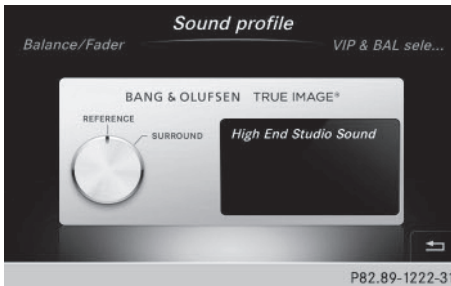 Sound profile
Balance/Fader
VIP & BAL sele...
BANG & OLUFSEN TRUE IMAGE®
REFERENCE
SURROUND
High End Studio Sound
P82.89-1222-31